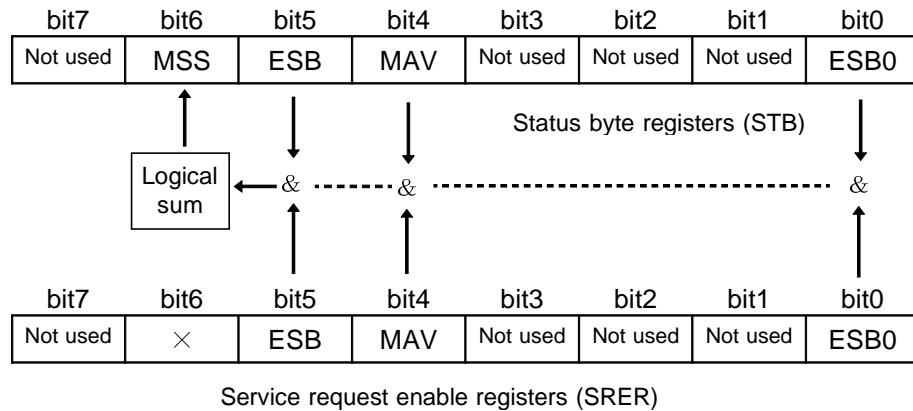 bit7 bit6 bit5 bit4 bit3 bit2 bit1 bit0
Not used MSS ESB MAV Not used Not used Not used ESB0
Status byte registers (STB)
Logical
sum
& & &
bit7 bit6 bit5 bit4 bit3 bit2 bit1 bit0
Not used × ESB MAV Not used Not used Not used ESB0
Service request enable registers (SRER)